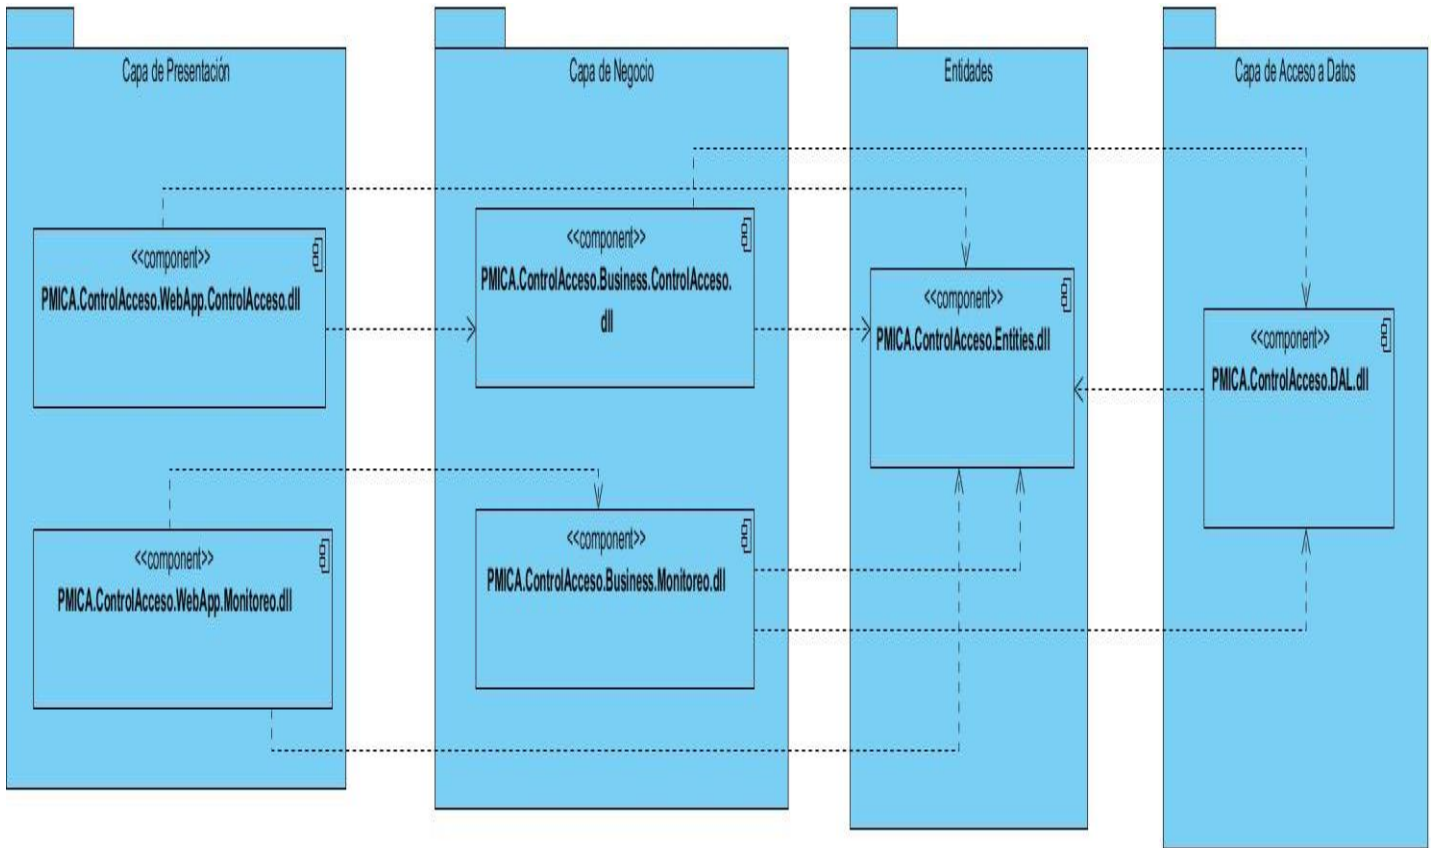 Capa de Presentación
<<component>>
PMICA.ControlAcceso.WebApp.ControlAcceso.dll
<<component>>
PMICA.ControlAcceso.WebApp.Monitoreo.dll
Capa de Negocio
<<component>>
PMICA.ControlAcceso.Business.ControlAcceso.
dll
<<component>>
PMICA.ControlAcceso.Business.Monitoreo.dll
Entidades
<<component>>
PMICA.ControlAcceso.Entities.dll
Capa de Acceso a Datos
<<component>>
PMICA.ControlAcceso.DAL.dll